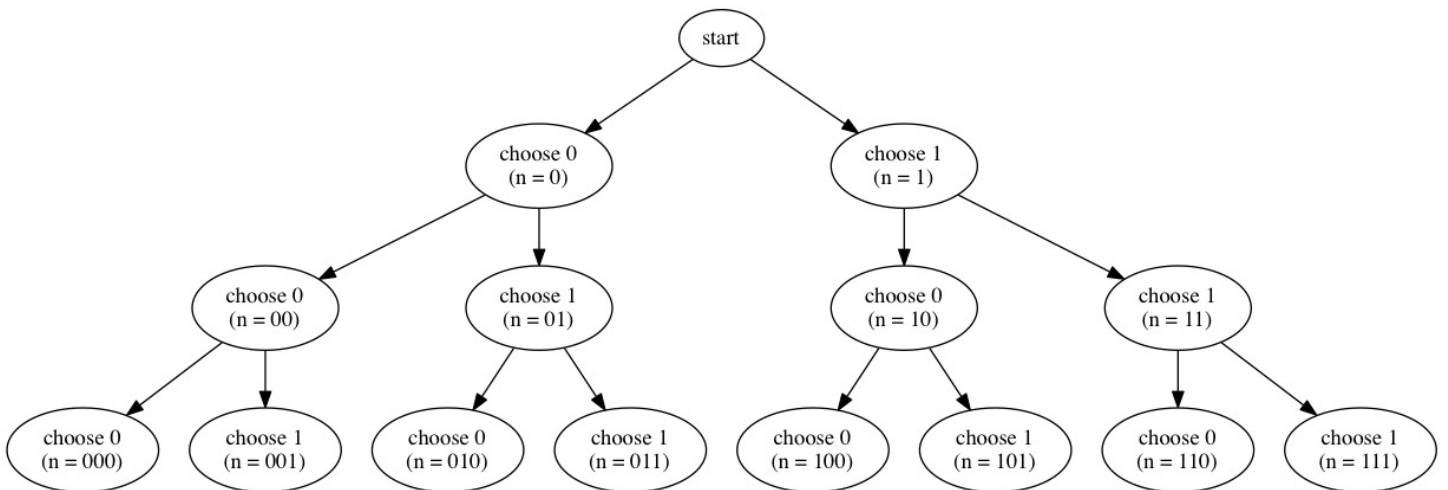 start
choose 0
(n = 0)
choose 1
(n = 1)
choose 0
(n = 00)
choose 1
(n = 01)
choose 0
(n = 10)
choose 1
(n = 11)
choose 0
(n = 000)
choose 1
(n = 001)
choose 0
(n = 010)
choose 1
(n = 011)
choose 0
(n = 100)
choose 1
(n = 101)
choose 0
(n = 110)
choose 1
(n = 111)